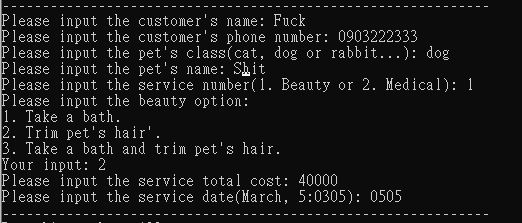 Please input the customer's name: Fuck
Please input the customer's phone number: 0903222333
Please input the pet's class(cat, dog or rabbit...): dog
Please input the pet's name: Shit
Please input the service number(1. Beauty or 2. Medical): 1
Please input the beauty option:
1. Take a bath.
2. Trim pet's hair'.
3. Take a bath and trim pet's hair.
Your input: 2
Please input the service total cost: 40000
Please input the service date(March, 5:0305): 0505